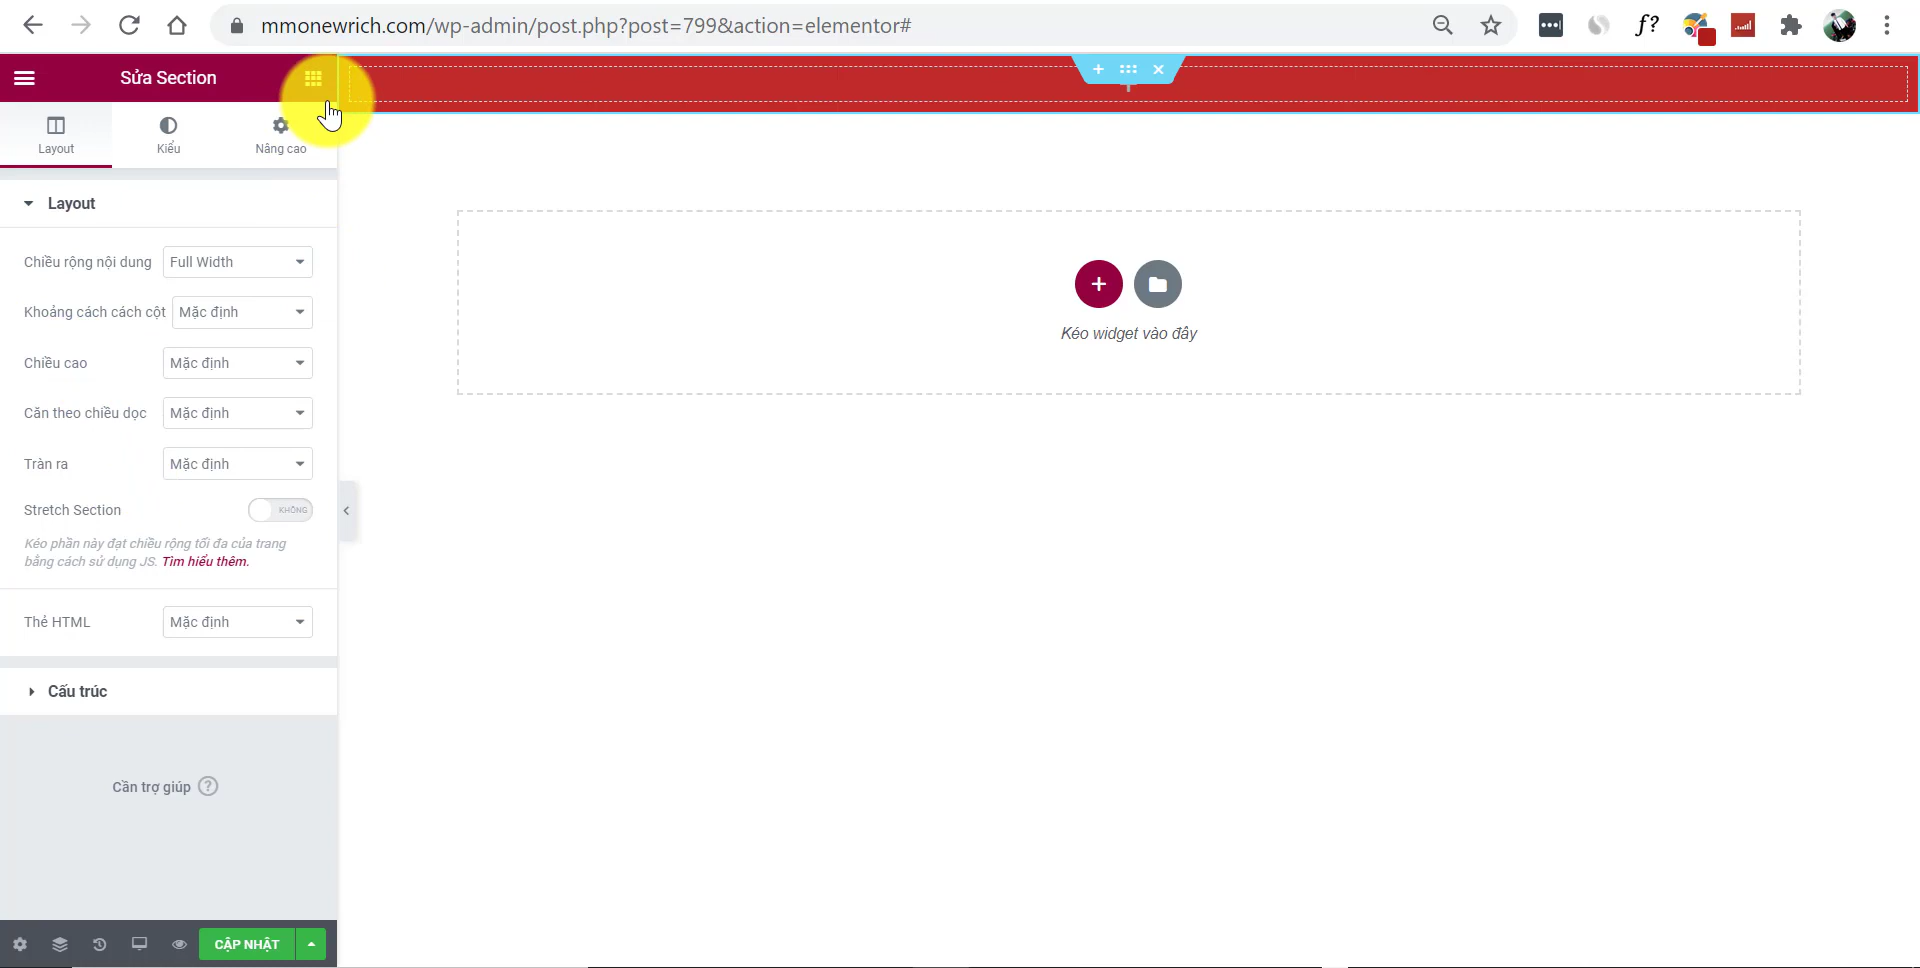 mmonewrich.com/wp-admin/post.php?post=799&action=elementor#
f?
Sửa Section
Layout
Kiểu
Nâng cao
Layout
Chiều rộng nội dung
Full Width
Khoảng cách cách cột
Mặc định
Chiều cao
Mặc định
Căn theo chiều dọc
Mặc định
Tràn ra
Mặc định
Stretch Section
KHÔNG
Kéo phần này đạt chiều rộng tối đa của trang
bằng cách sử dụng JS. Tìm hiểu thêm.
Thẻ HTML
Mặc định
Cấu trúc
Cần trợ giúp ?
CẬP NHẬT
Kéo widget vào đây